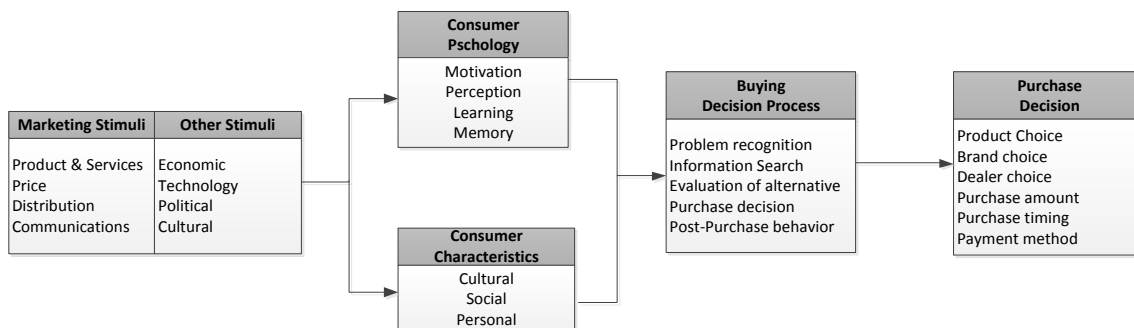 Marketing Stimuli
Product & Services
Price
Distribution
Communications
Other Stimuli
Economic
Technology
Political
Cultural
Consumer
Pschology
Motivation
Perception
Learning
Memory
Consumer
Characteristics
Cultural
Social
Personal
Buying
Decision Process
Problem recognition
Information Search
Evaluation of alternative
Purchase decision
Post-Purchase behavior
Purchase
Decision
Product Choice
Brand choice
Dealer choice
Purchase amount
Purchase timing
Payment method